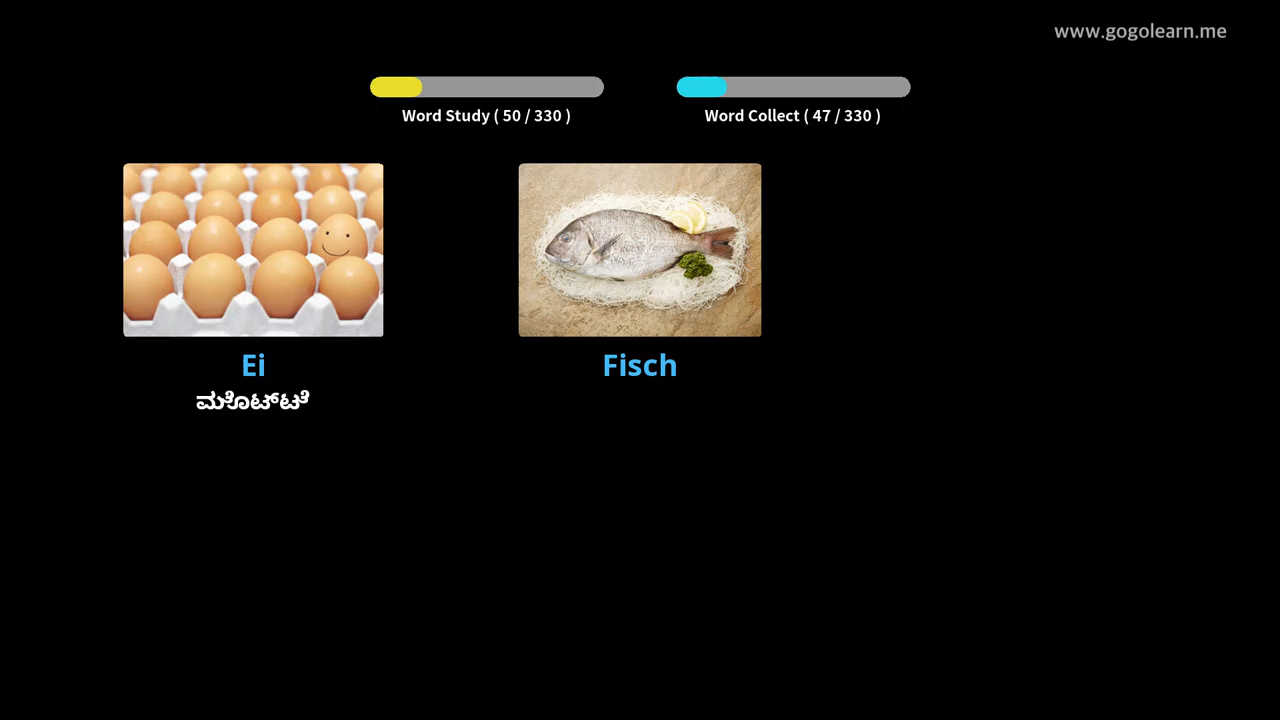 www.gogolearn.me
Word Study ( 50 / 330 )
Word Collect ( 47 / 330 )
Ei
ಮೊಟ್ಟೆ
Fisch